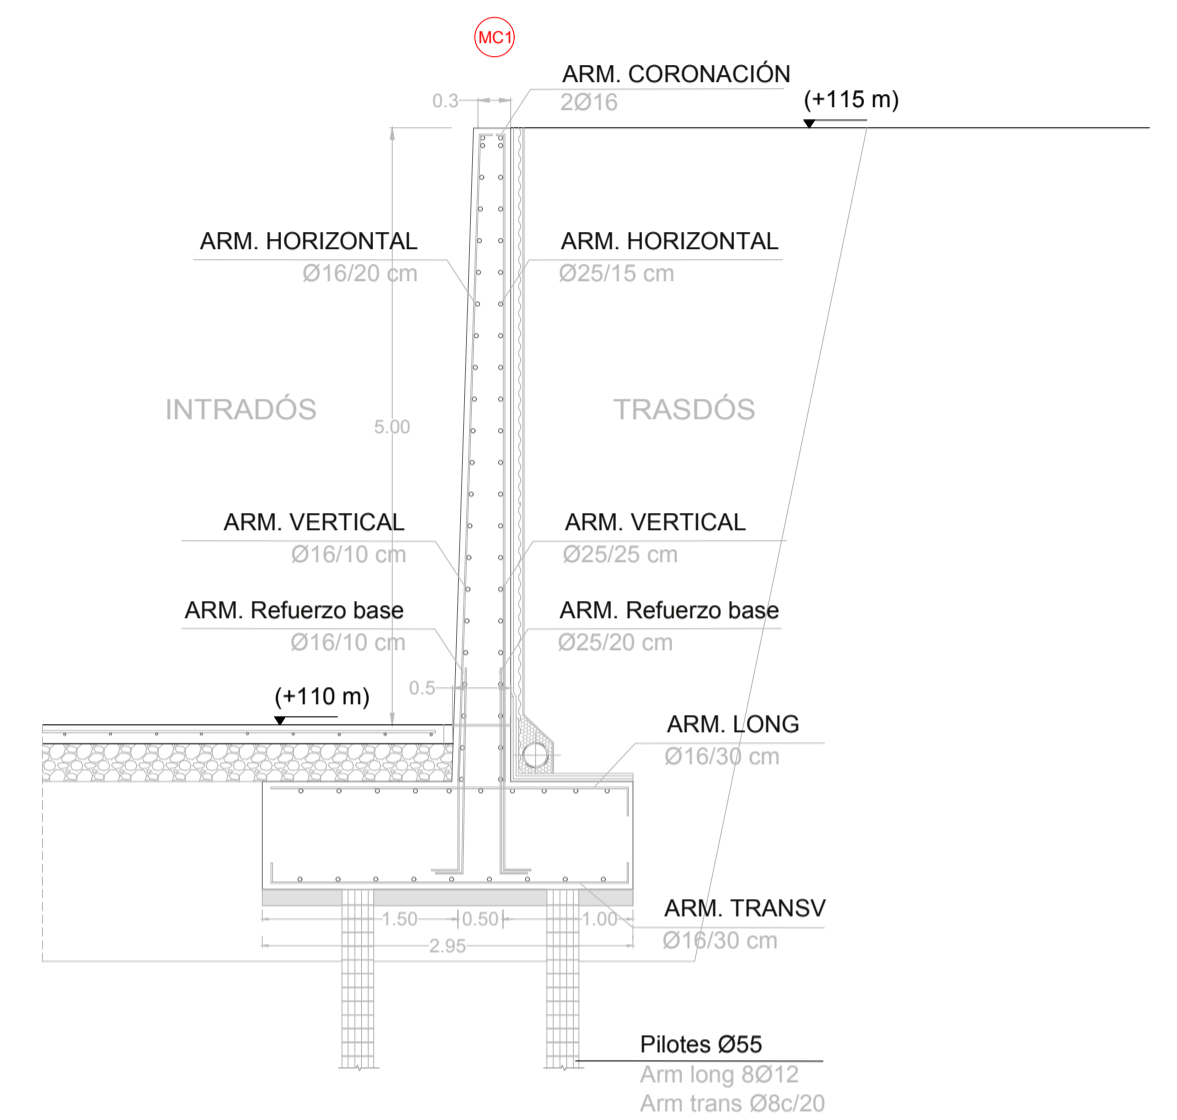 MC1
ARM. CORONACIÓN
2Ø16
0.3
(+115 m)
ARM. HORIZONTAL
Ø16/20 cm
ARM. HORIZONTAL
Ø25/15 cm
INTRADÓS
TRASDÓS
5.00
ARM. VERTICAL
Ø16/10 cm
ARM. VERTICAL
Ø25/25 cm
ARM. Refuerzo base
Ø16/10 cm
ARM. Refuerzo base
Ø25/20 cm
0.5
(+110 m)
ARM. LONG
Ø16/30 cm
ARM. TRANSV
Ø16/30 cm
1.50
0.50
1.00
2.95
Pilotes Ø55
Arm long 8Ø12
Arm trans Ø8c/20